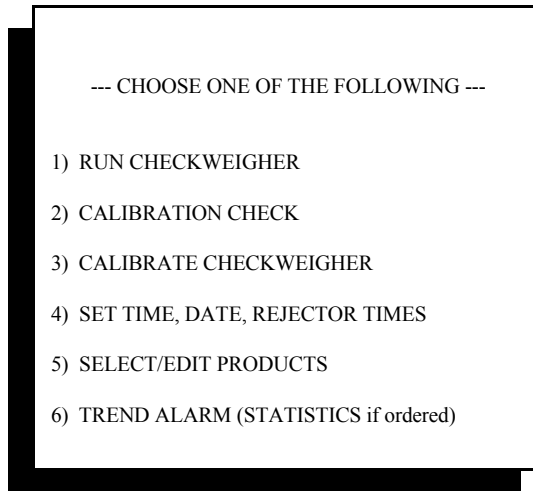 --- CHOOSE ONE OF THE FOLLOWING ---
1) RUN CHECKWEIGHER
2) CALIBRATION CHECK
3) CALIBRATE CHECKWEIGHER
4) SET TIME, DATE, REJECTOR TIMES
5) SELECT/EDIT PRODUCTS
6) TREND ALARM (STATISTICS if ordered)